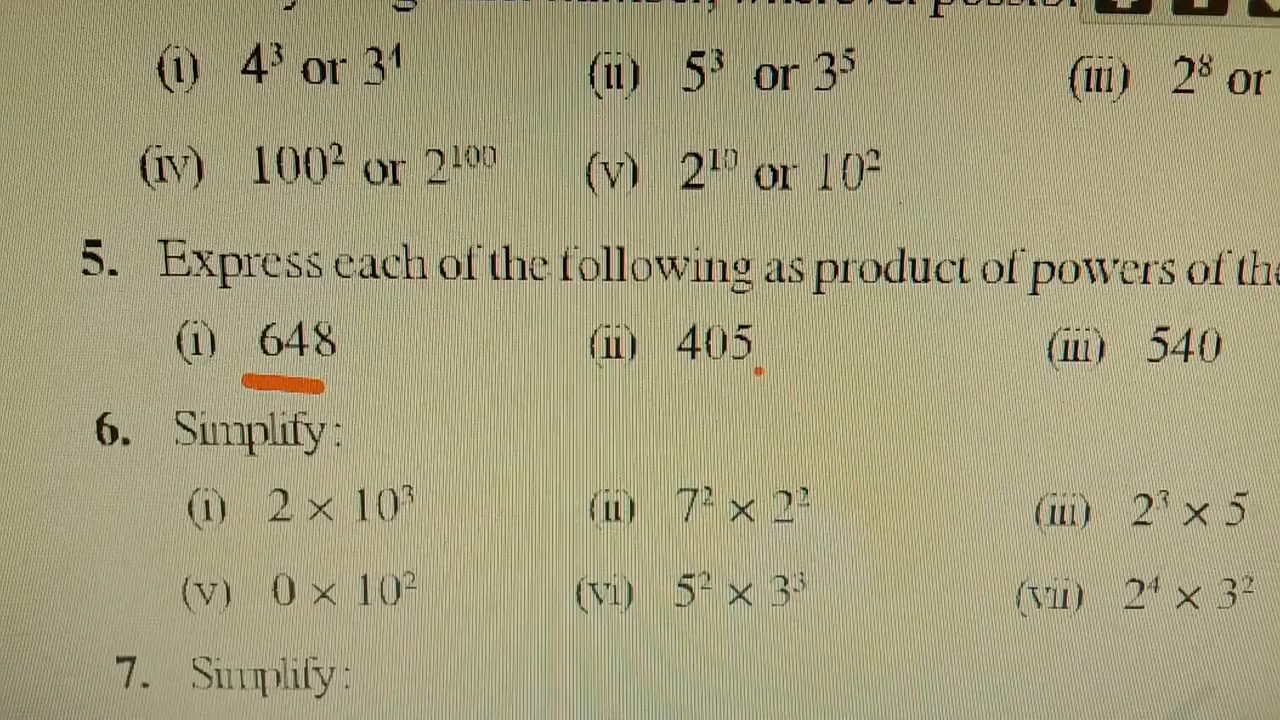 (i) 4³ or 3⁴ (ii) 5³ or 3⁵ (iii) 2⁸ or
(iv) 100² or 2¹⁰⁰ (v) 2¹⁰ or 10²
5. Express each of the following as product of powers of
(i) 648 (ii) 405 (iii) 540
6. Simplify:
(i) 2 × 10³ (ii) 7² × 2² (iii) 2³ × 5
(v) 0 × 10² (vi) 5² × 3³ (vii) 2⁴ × 3²
7. Simplify: